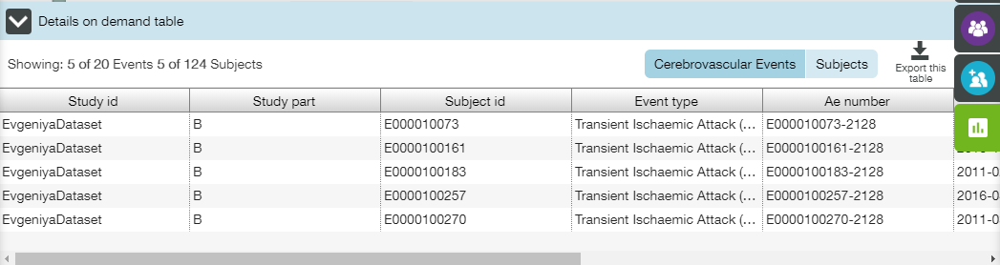 Details on demand table
Showing: 5 of 20 Events 5 of 124 Subjects
Cerebrovascular Events Subjects
Export this
table
Study id Study part Subject id Event type Ae number
EvgeniyaDataset B E000010073 Transient Ischaemic Attack (... E000010073-2128
EvgeniyaDataset B E0000100161 Transient Ischaemic Attack (... E0000100161-2128
EvgeniyaDataset B E0000100183 Transient Ischaemic Attack (... E0000100183-2128 2011-0
EvgeniyaDataset B E0000100257 Transient Ischaemic Attack (... E0000100257-2128 2016-0
EvgeniyaDataset B E0000100270 Transient Ischaemic Attack (... E0000100270-2128 2011-0